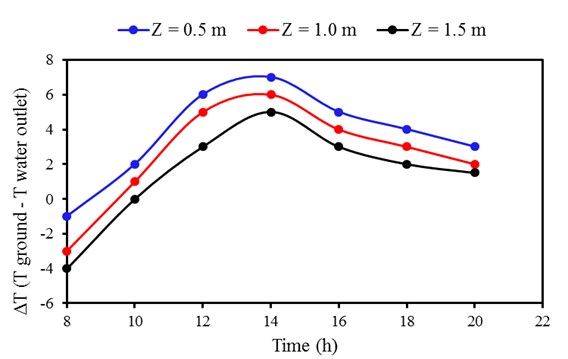 Z = 0.5 m Z = 1.0 m Z = 1.5 m
ΔT (T ground - T water outlet)
8
6
4
2
0
-2
-4
-6
8 10 12 14 16 18 20 22
Time (h)